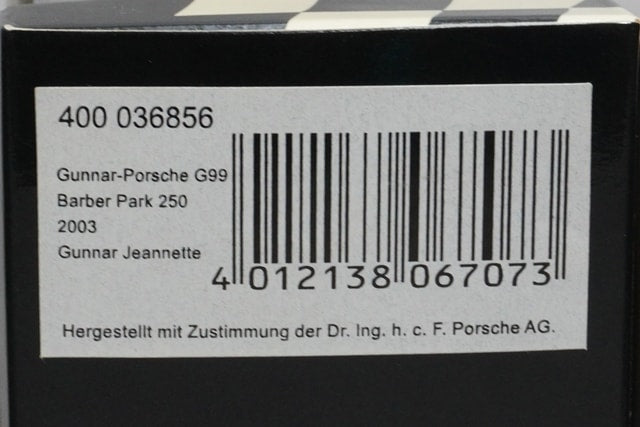 400 036856
Gunnar-Porsche G99
Barber Park 250
2003
Gunnar Jeannette
4 012138 067073
Hergestellt mit Zustimmung der Dr. Ing. h. c. F. Porsche AG.